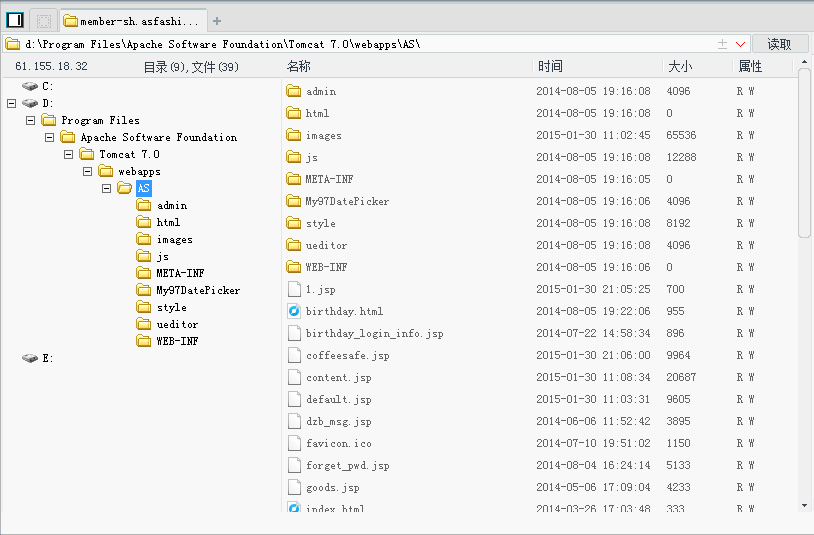 member-sh.asfashi...
+
d:\Program Files\Apache Software Foundation\Tomcat 7.0\webapps\AS\ 读取
61.155.18.32 目录(9),文件(39)
C:
D:
Program Files
Apache Software Foundation
Tomcat 7.0
webapps
AS
admin
html
images
js
META-INF
My97DatePicker
style
ueditor
WEB-INF
E:
名称 时间 大小 属性
admin 2014-08-05 19:16:08 4096 R W
html 2014-08-05 19:16:08 0 R W
images 2015-01-30 11:02:45 65536 R W
js 2014-08-05 19:16:08 12288 R W
META-INF 2014-08-05 19:16:05 0 R W
My97DatePicker 2014-08-05 19:16:06 4096 R W
style 2014-08-05 19:16:08 8192 R W
ueditor 2014-08-05 19:16:08 4096 R W
WEB-INF 2014-08-05 19:16:06 0 R W
1.jsp 2015-01-30 21:05:25 700 R W
birthday.html 2014-08-05 19:22:06 955 R W
birthday_login_info.jsp 2014-07-22 14:58:34 896 R W
coffeesafe.jsp 2015-01-30 21:06:00 9964 R W
content.jsp 2015-01-30 11:08:34 20687 R W
default.jsp 2015-01-30 11:03:31 9605 R W
dzb_msg.jsp 2014-06-06 11:52:42 3895 R W
favicon.ico 2014-07-10 19:51:02 1150 R W
forget_pwd.jsp 2014-08-04 16:24:14 5133 R W
goods.jsp 2014-05-06 17:09:04 4233 R W
index.html 2014-03-26 17:03:48 333 R W